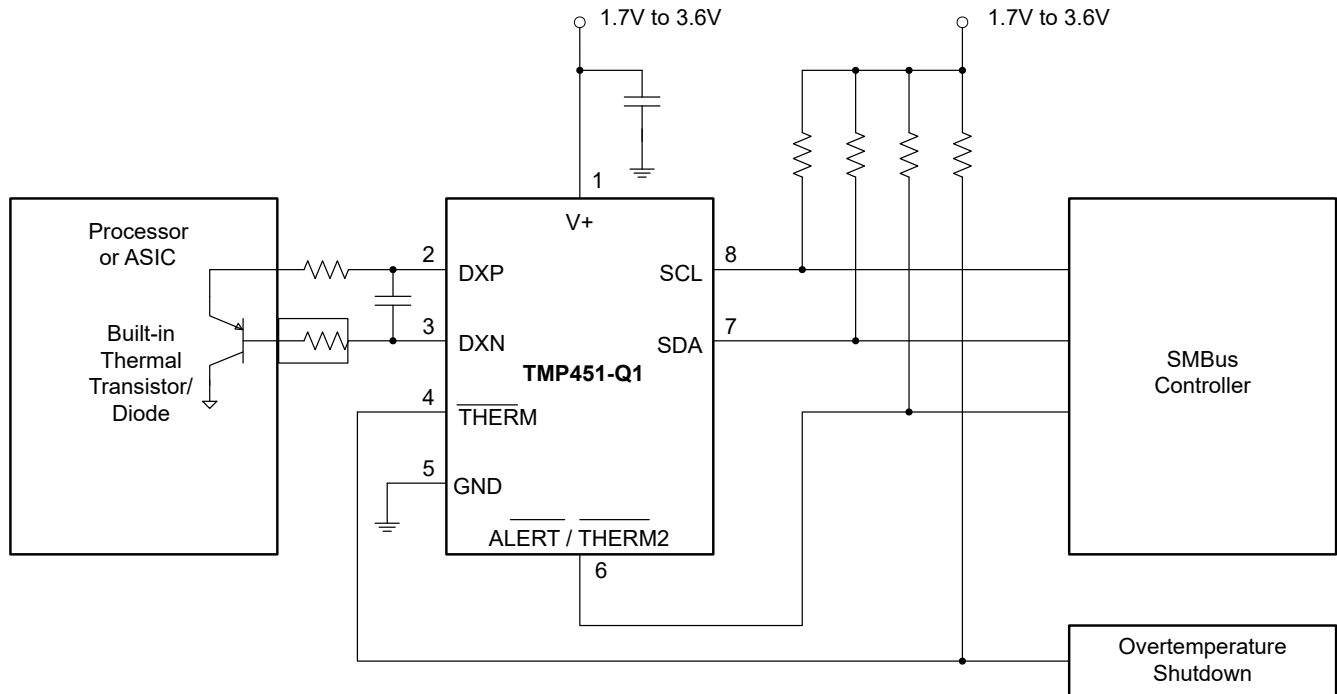 1.7V to 3.6V
1.7V to 3.6V
1
V+
Processor
or ASIC
Built-in
Thermal
Transistor/
Diode
2
DXP
3
DXN
4
THERM
5
GND
TMP451-Q1
SCL
8
SDA
7
ALERT / THERM2
6
SMBus
Controller
Overtemperature
Shutdown